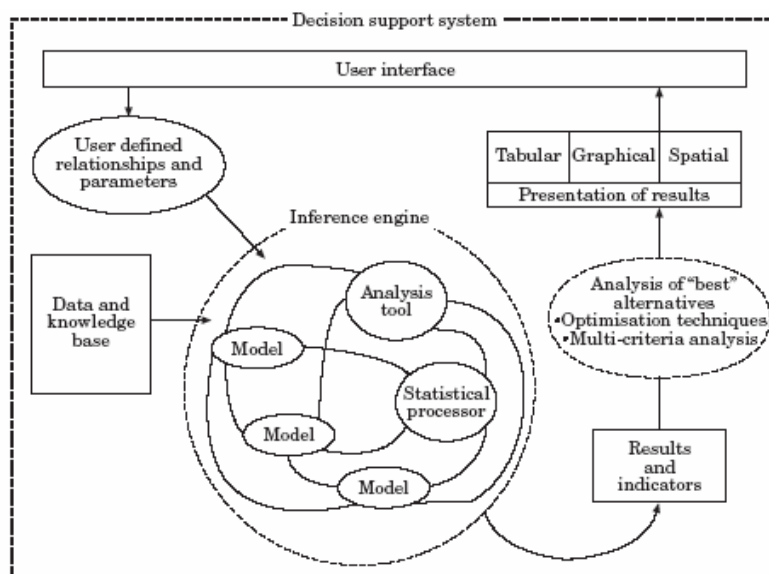 Decision support system
User interface
User defined
relationships and
parameters
Tabular
Graphical
Spatial
Presentation of results
Inference engine
Data and
knowledge
base
Analysis
tool
Model
Statistical
processor
Model
Model
Analysis of “best”
alternatives
•Optimisation techniques
•Multi-criteria analysis
Results
and
indicators